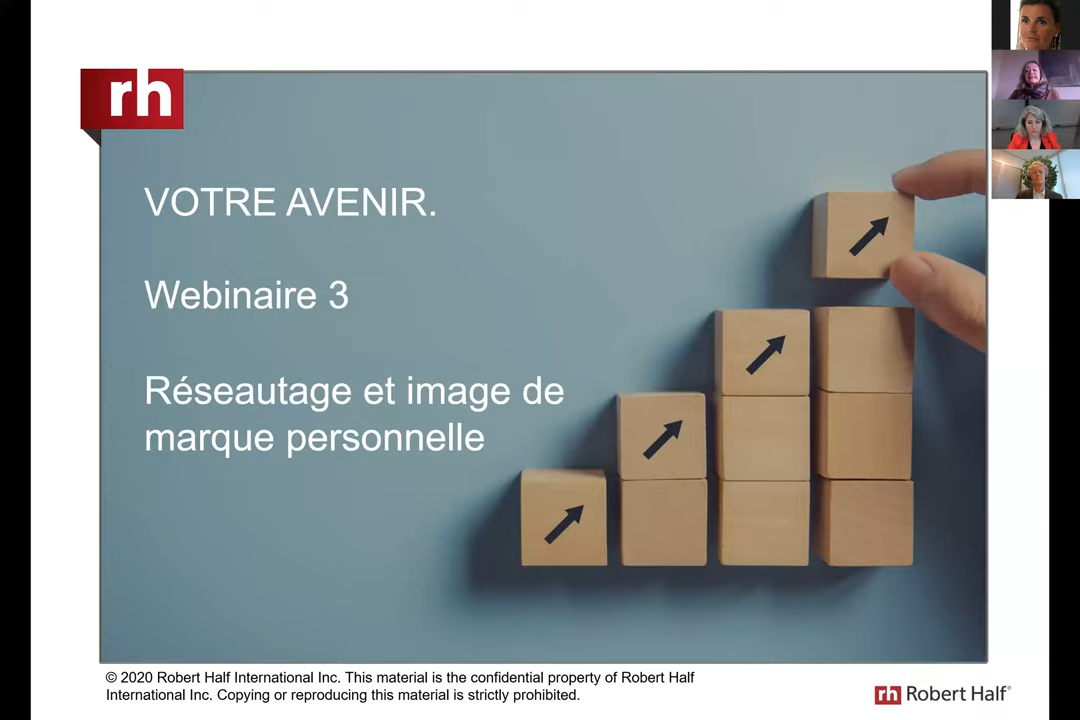 rh
VOTRE AVENIR.
Webinaire 3
Réseautage et image de
marque personnelle
© 2020 Robert Half International Inc. This material is the confidential property of Robert Half
International Inc. Copying or reproducing this material is strictly prohibited.
rh Robert Half®